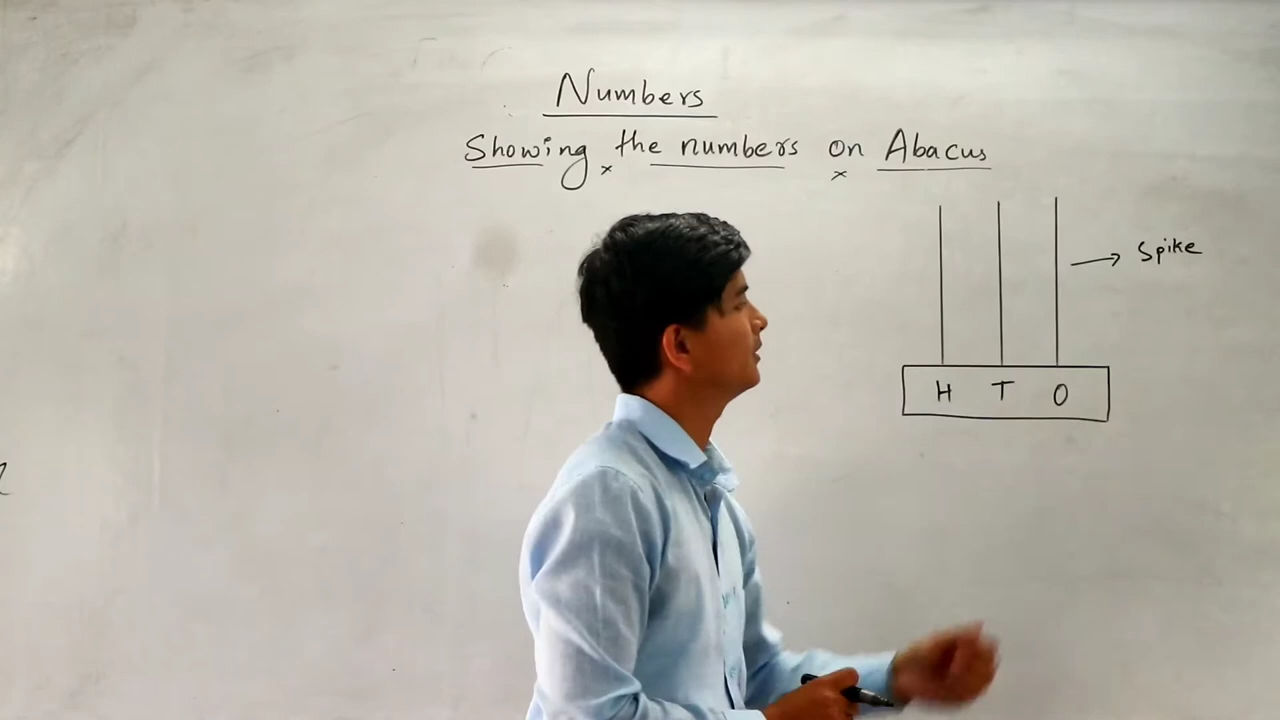 Numbers
Showing the numbers on Abacus
x x
Spike
H T O